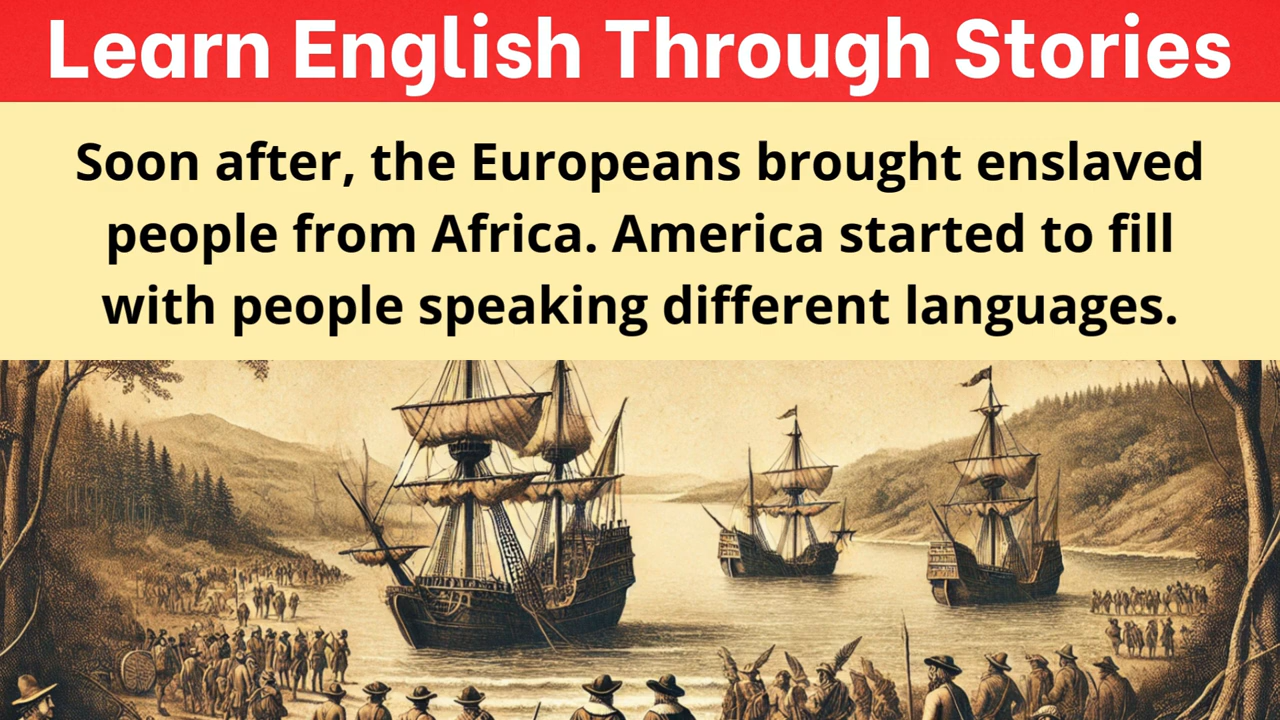 Learn English Through Stories
Soon after, the Europeans brought enslaved
people from Africa. America started to fill
with people speaking different languages.